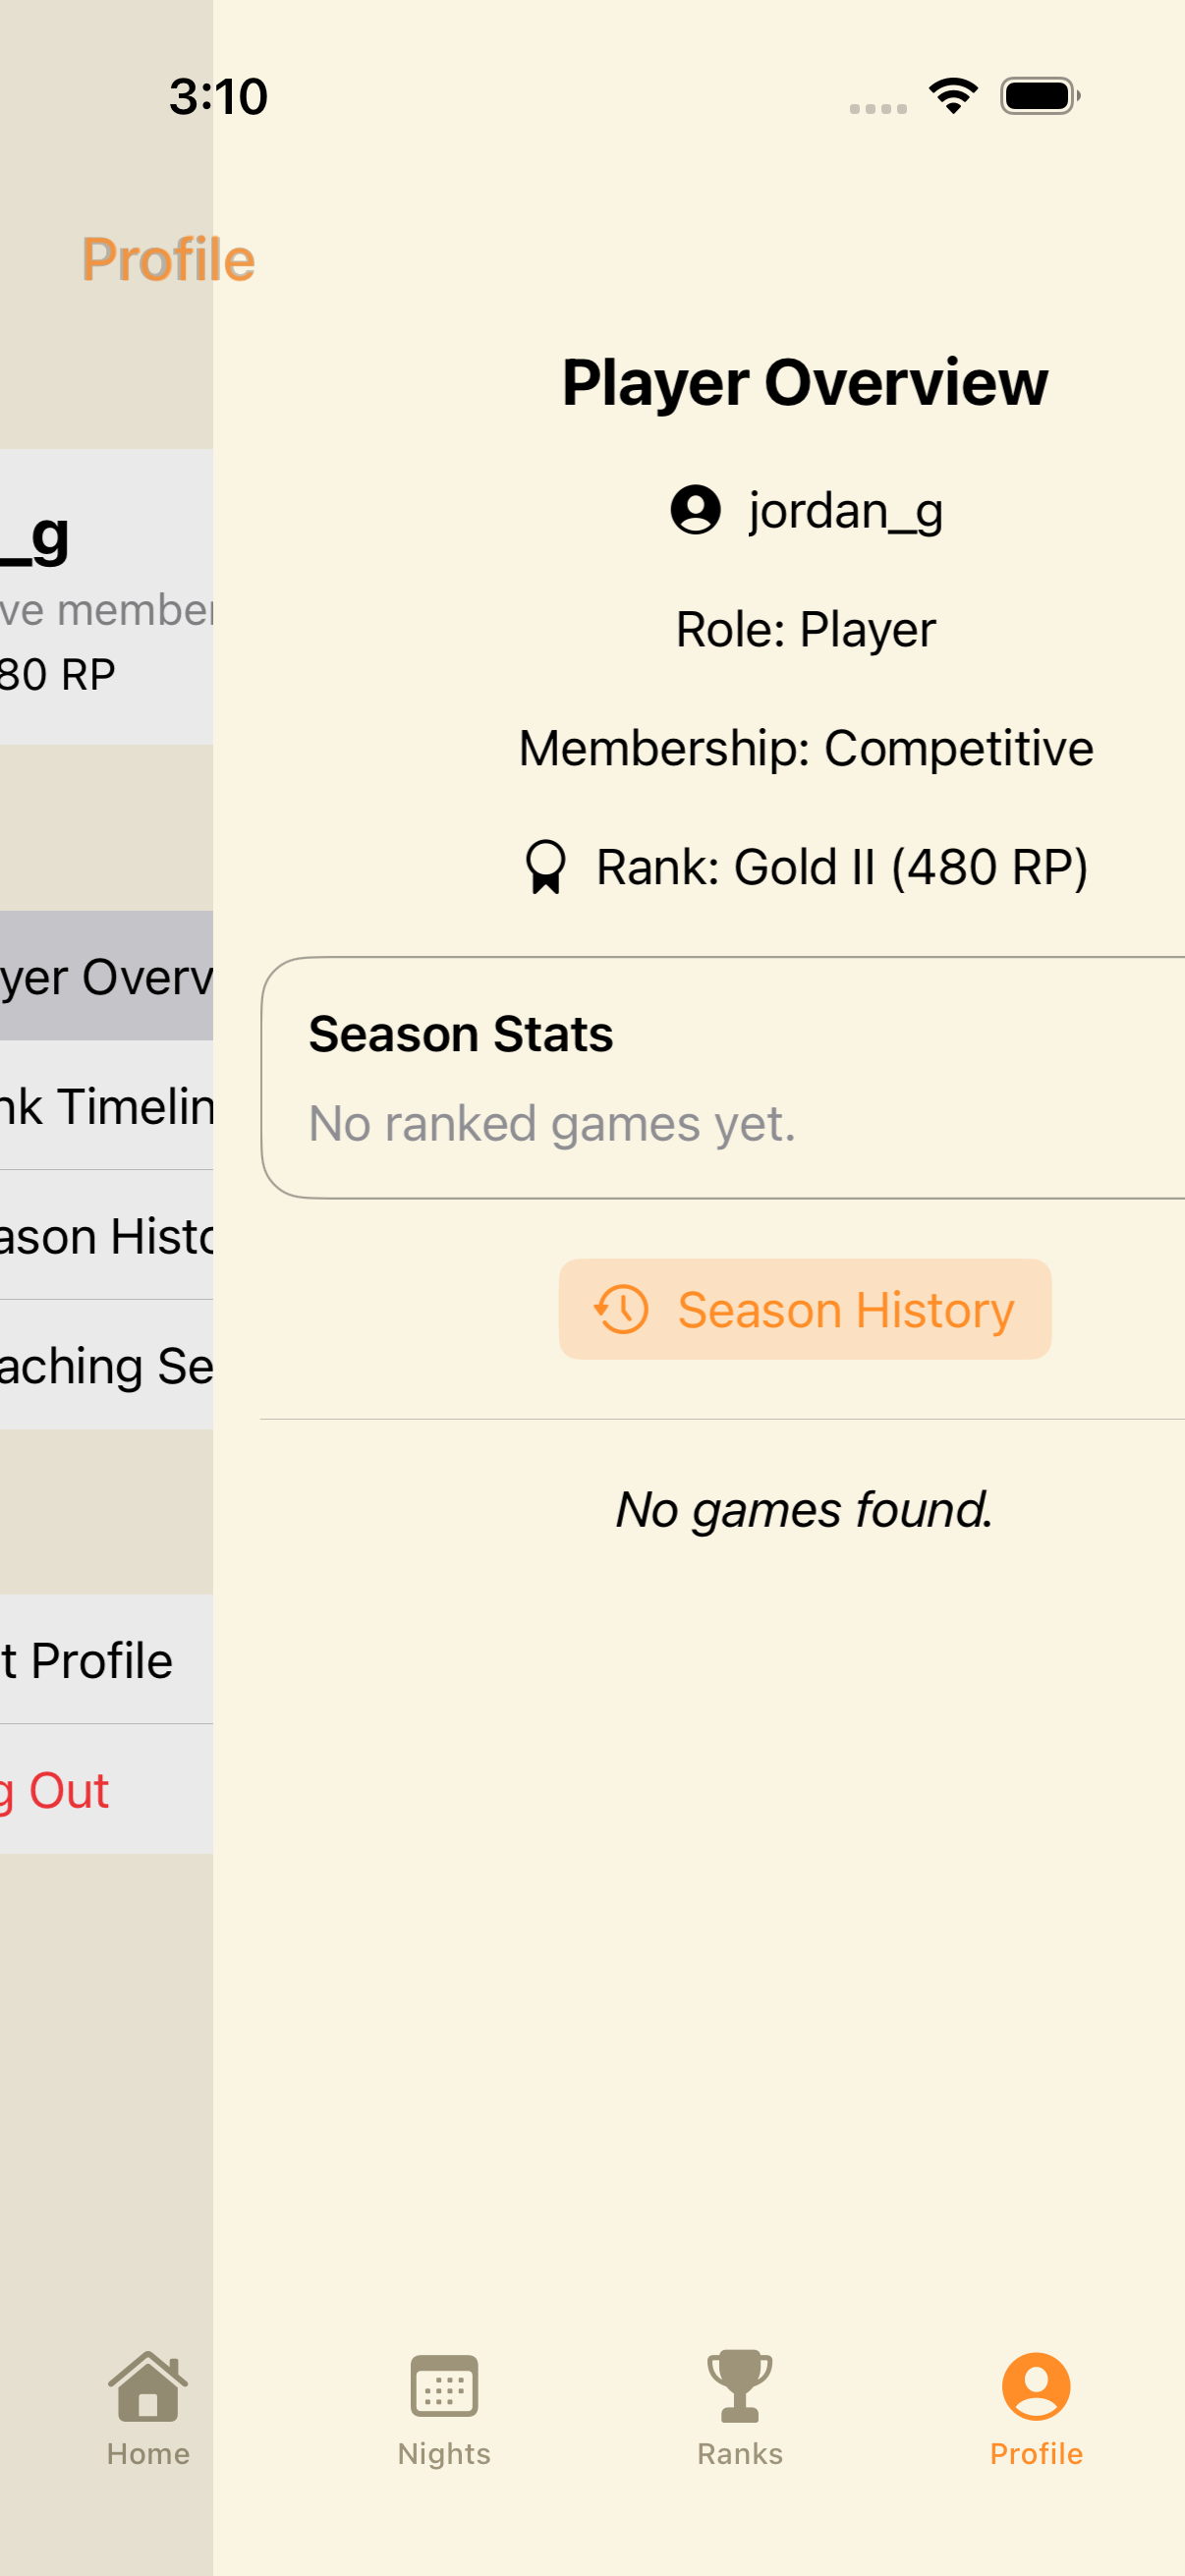 3:10
Profile
Player Overview
jordan_g
Role: Player
Membership: Competitive
Rank: Gold II (480 RP)
Season Stats
No ranked games yet.
Season History
No games found.
_g
ve member
80 RP
yer Overv
nk Timelin
ason Histo
aching Se
t Profile
g Out
Home
Nights
Ranks
Profile